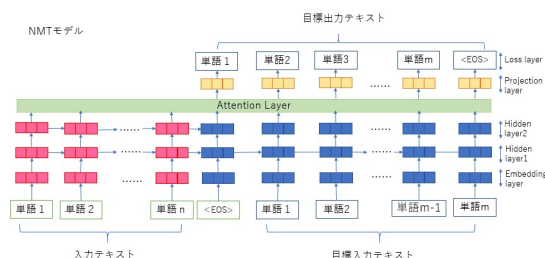 目標出力テキスト
NMTモデル
単語 1 単語2 単語3 単語m <EOS>
Loss layer
......
Projection layer
Attention Layer
...... ......
Hidden layer2
...... ......
Hidden layer1
...... ......
Embedding layer
単語 1 単語 2 単語 n <EOS> 単語 1 単語2 単語m-1 単語m
入力テキスト 目標入力テキスト